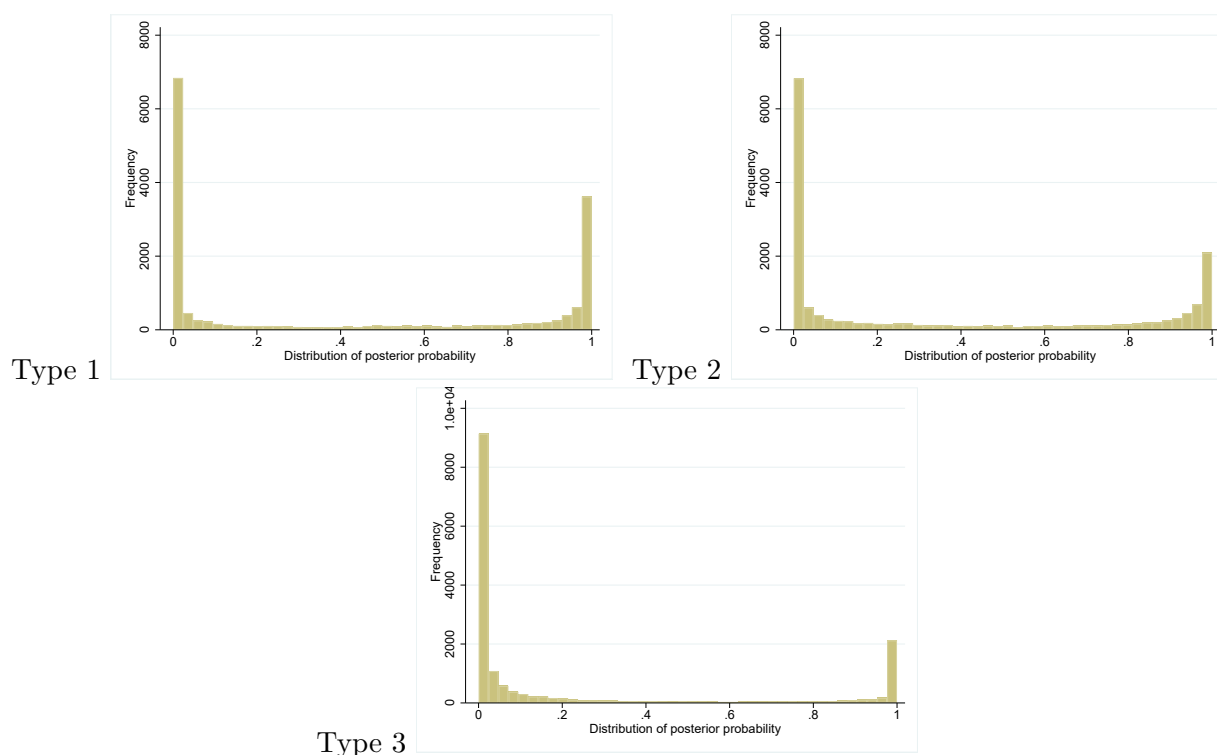 8000
6000
4000
2000
0
Frequency
0 .2 .4 .6 .8 1
Distribution of posterior probability
Type 1
8000
6000
4000
2000
0
Frequency
0 .2 .4 .6 .8 1
Distribution of posterior probability
Type 2
1.0e+04
8000
6000
4000
2000
0
Frequency
0 .2 .4 .6 .8 1
Distribution of posterior probability
Type 3